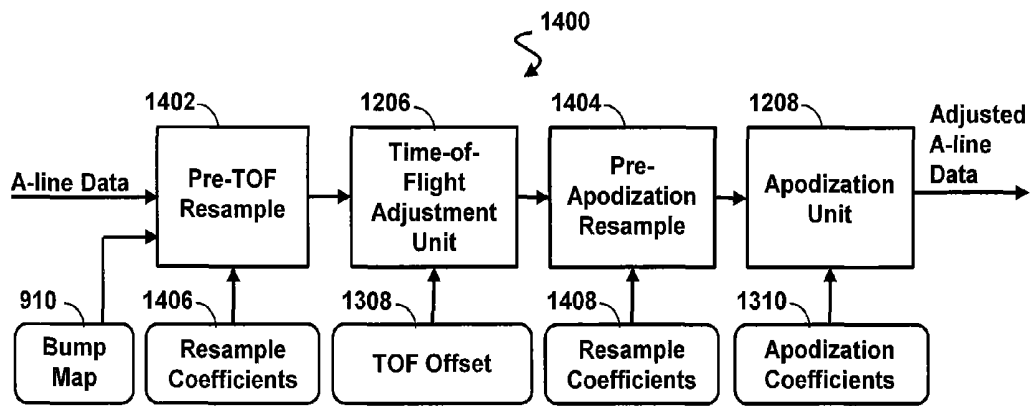 1400
1402
1206
1404
1208
Adjusted
A-line
Data
A-line Data
Pre-TOF
Resample
Time-of-
Flight
Adjustment
Unit
Pre-
Apodization
Resample
Apodization
Unit
910
1406
1308
1408
1310
Bump
Map
Resample
Coefficients
TOF Offset
Resample
Coefficients
Apodization
Coefficients